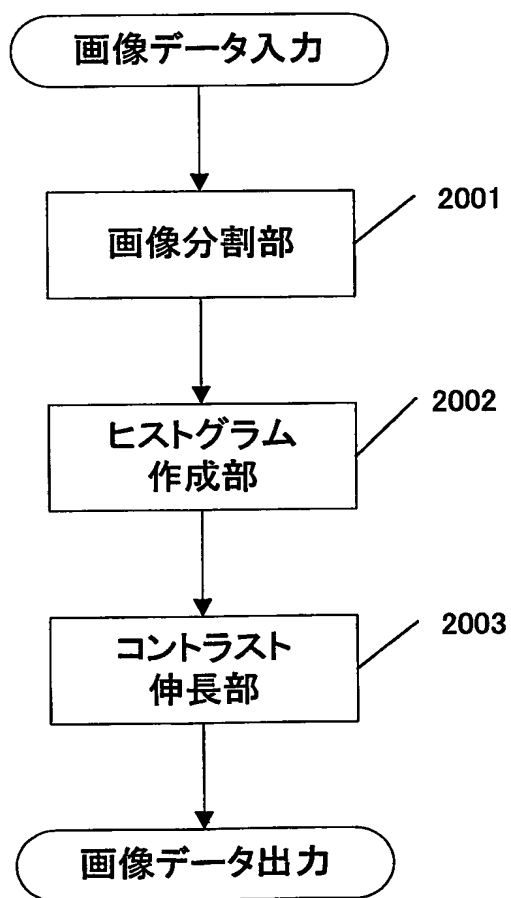 画像データ入力
2001
画像分割部
2002
ヒストグラム
作成部
2003
コントラスト
伸長部
画像データ出力